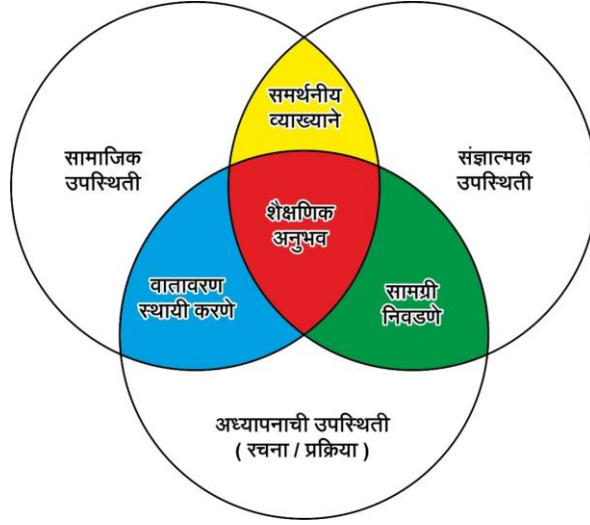 समर्थनीय
व्याख्याने
सामाजिक
उपस्थिती
संज्ञात्मक
उपस्थिती
शैक्षणिक
अनुभव
वातावरण
स्थायी करणे
सामग्री
निवडणे
अध्यापनाची उपस्थिती
( रचना / प्रक्रिया )